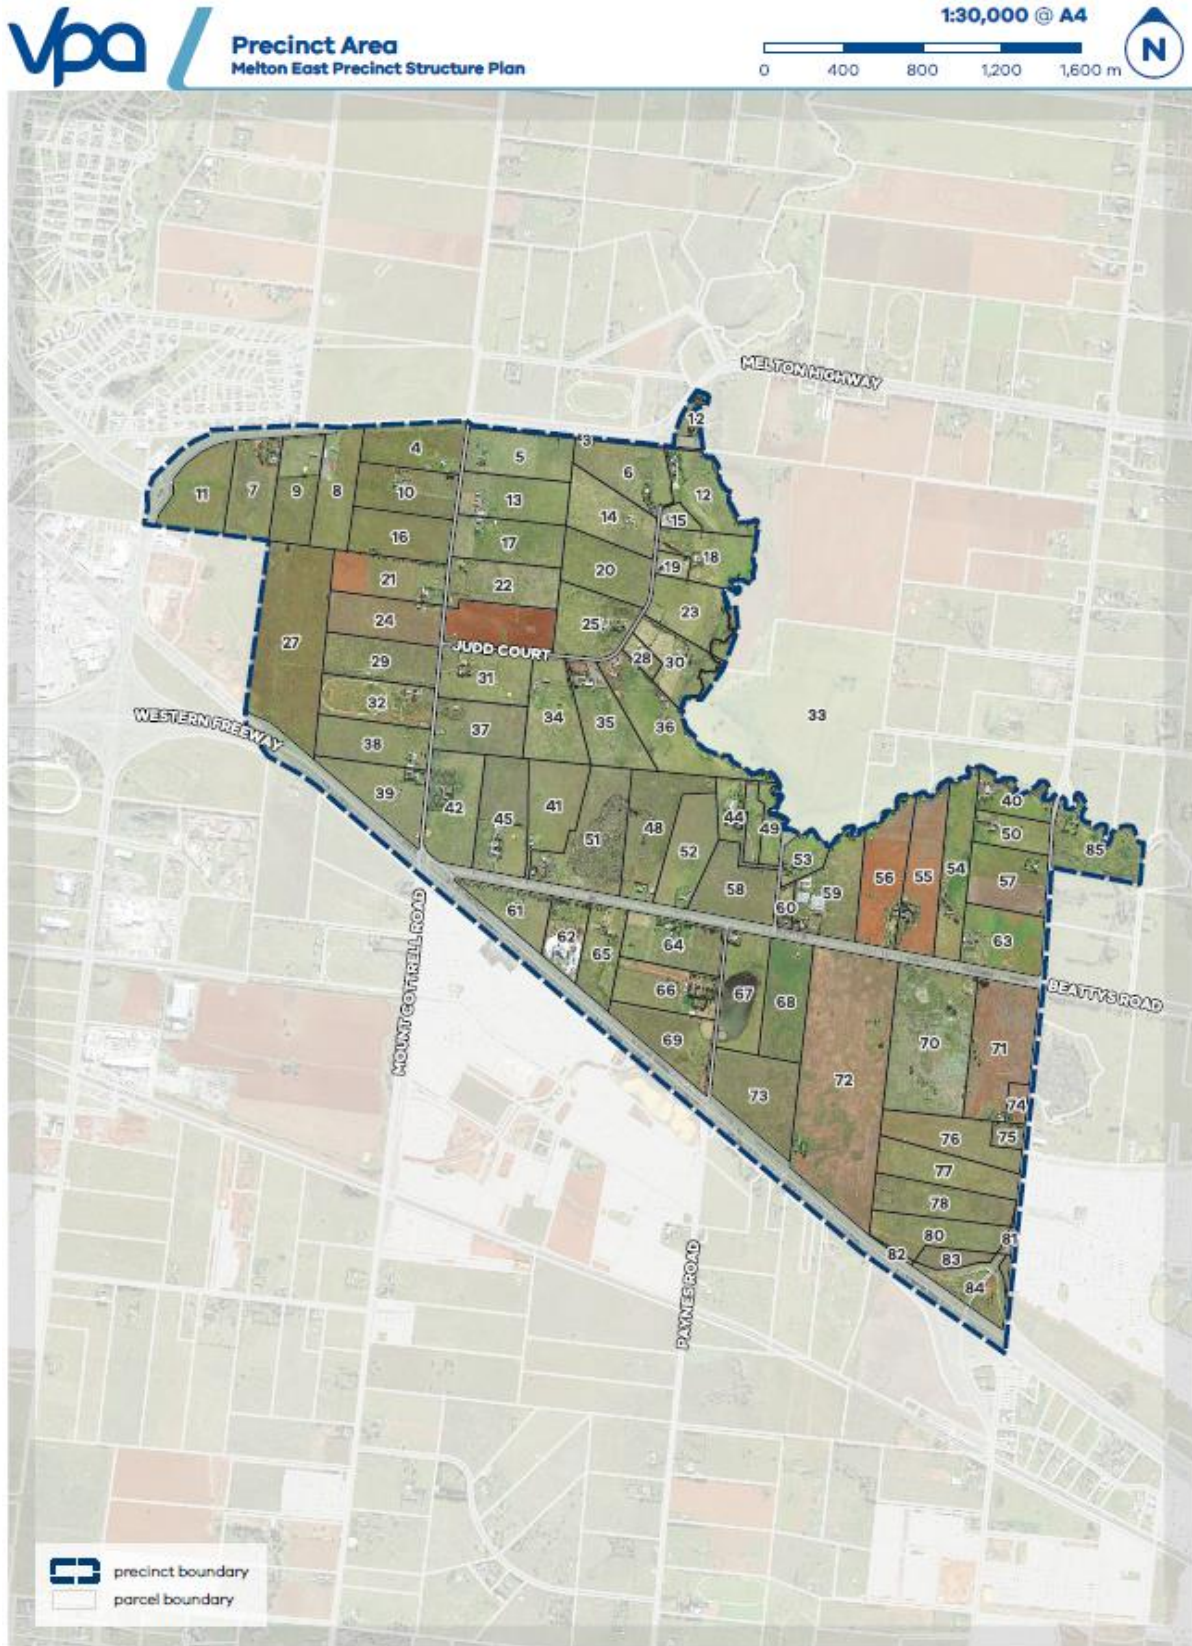 vpa
Precinct Area
Melton East Precinct Structure Plan
1:30,000 @ A4
0 400 800 1,200 1,600 m
N
MELTON HIGHWAY
12
3
4 5
6
11 7 9 8 10 13 12
14 15
16 17 18
20 19
21 22
24 25 23
JUDD COURT
27 29 31 28 30
32 34 35 36 33
WESTERN FREEWAY
38 37
39 42 45 41 51 48 44 49 40
52 53 50 85
58 59 56 55 54 57
60
61 62 65 64 63
MOUNT COTTRELL ROAD
66 67 68
BEATTYS ROAD
69 70 71
73 72 74
76 75
77
78
80 81
82 83
84
PAYNES ROAD
precinct boundary
parcel boundary